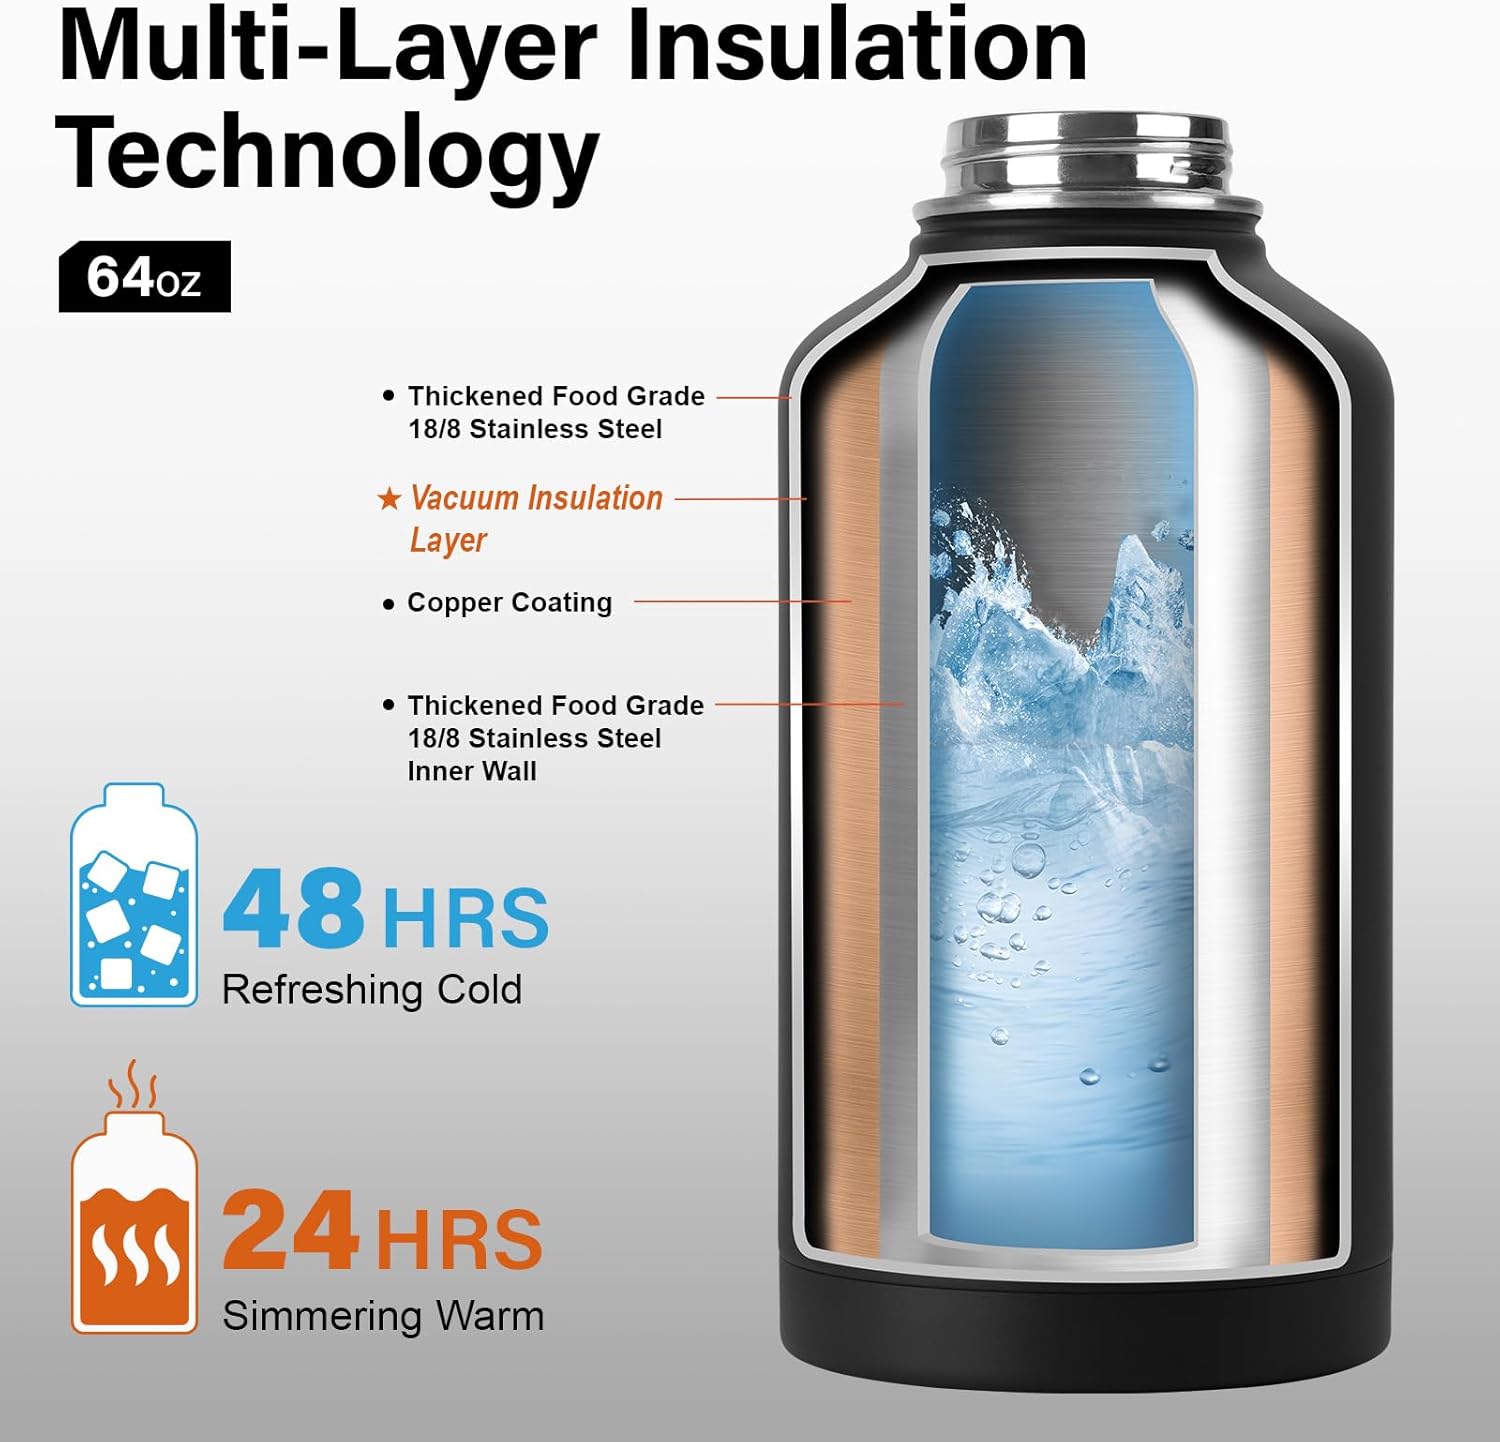 Multi-Layer Insulation
Technology
64oz
Thickened Food Grade
18/8 Stainless Steel
Vacuum Insulation
Layer
Copper Coating
Thickened Food Grade
18/8 Stainless Steel
Inner Wall
48 HRS
Refreshing Cold
24 HRS
Simmering Warm